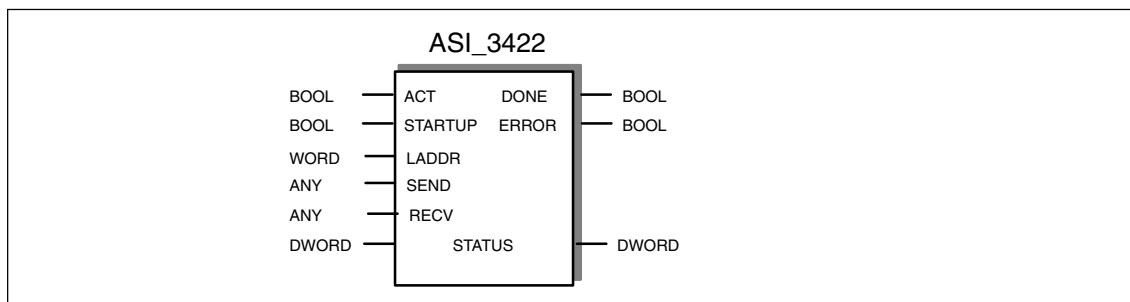 ASI_3422
BOOL ACT DONE BOOL
BOOL STARTUP ERROR BOOL
WORD LADDR
ANY SEND
ANY RECV
DWORD STATUS DWORD